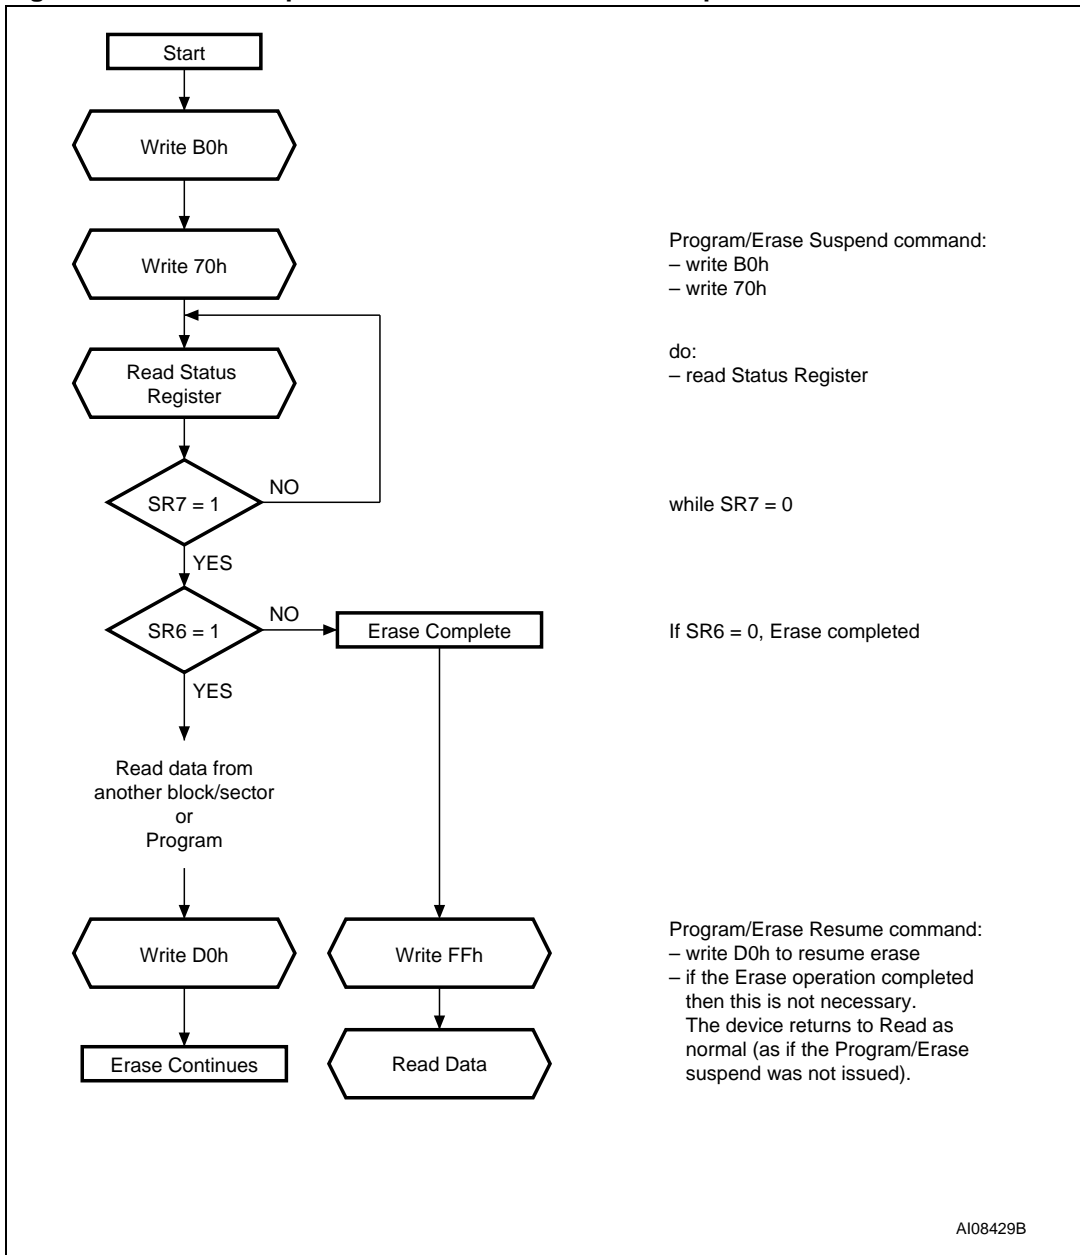 Start
Write B0h
Write 70h
Program/Erase Suspend command:
– write B0h
– write 70h
do:
– read Status Register
Read Status
Register
NO
SR7 = 1
while SR7 = 0
YES
NO
SR6 = 1
Erase Complete
If SR6 = 0, Erase completed
YES
Read data from
another block/sector
or
Program
Write D0h
Write FFh
Program/Erase Resume command:
– write D0h to resume erase
– if the Erase operation completed
then this is not necessary.
The device returns to Read as
normal (as if the Program/Erase
suspend was not issued).
Erase Continues
Read Data
AI08429B